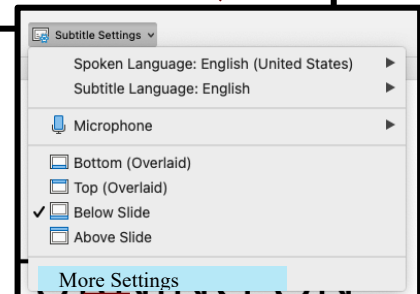 Subtitle Settings
Spoken Language: English (United States)
Subtitle Language: English
Microphone
Bottom (Overlaid)
Top (Overlaid)
Below Slide
Above Slide
More Settings